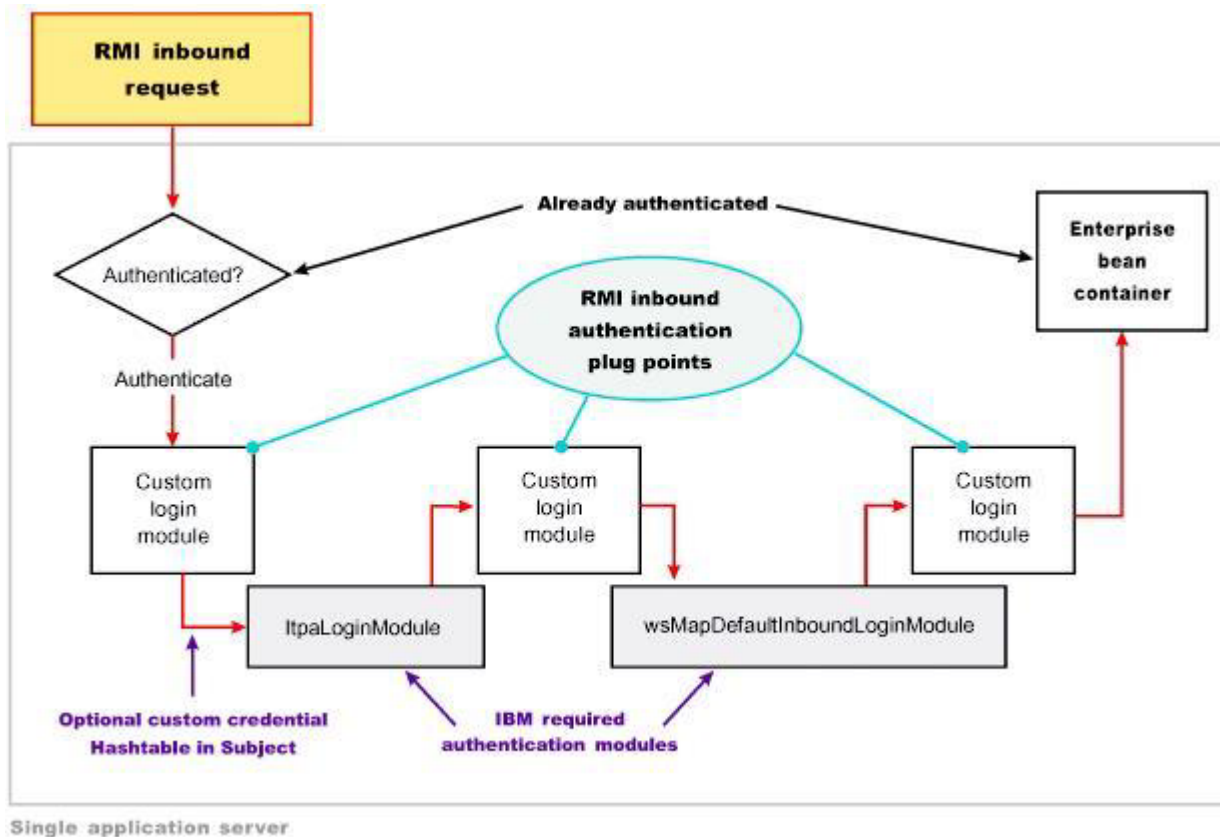 RMI inbound
request
Already authenticated
Enterprise
bean
container
Authenticated?
RMI inbound
authentication
plug points
Authenticate
Custom
login
module
Custom
login
module
Custom
login
module
ltpaLoginModule
wsMapDefaultInboundLoginModule
Optional custom credential
Hashtable in Subject
IBM required
authentication modules
Single application server